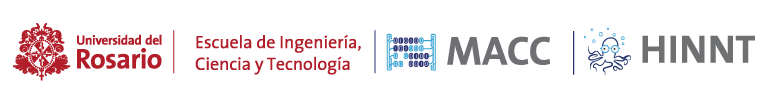 Universidad del
Rosario
Escuela de Ingeniería,
Ciencia y Tecnología
MACC
HINNT